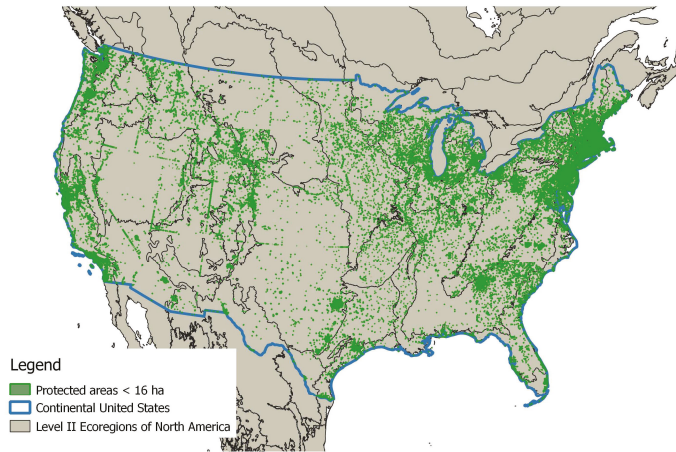 Legend
Protected areas < 16 ha
Continental United States
Level II Ecoregions of North America